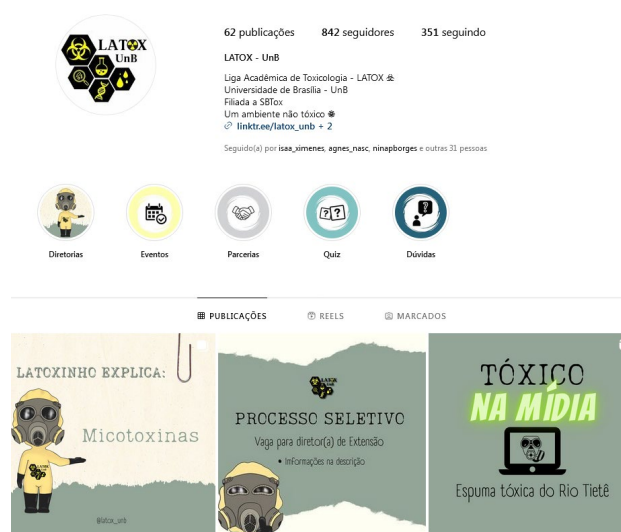 LATOX
UnB
62 publicações 842 seguidores 351 seguindo
LATOX - UnB
Liga Acadêmica de Toxicologia - LATOX
Universidade de Brasília - UnB
Filiada a SBTox
Um ambiente não tóxico
linktr.ee/latox_unb + 2
Seguido(a) por isaa_ximenes, agnes_nasc, ninapborges e outras 31 pessoas
Diretorias Eventos Parcerias Quiz Dúvidas
PUBLICAÇÕES REELS MARCADOS
LATOXINHO EXPLICA:
Micotoxinas
@latox_unb
PROCESSO SELETIVO
Vaga para diretor(a) de Extensão
• ImFormações na descrição
TÓXICO
NA MÍDIA
Espuma tóxica do Rio Tietê